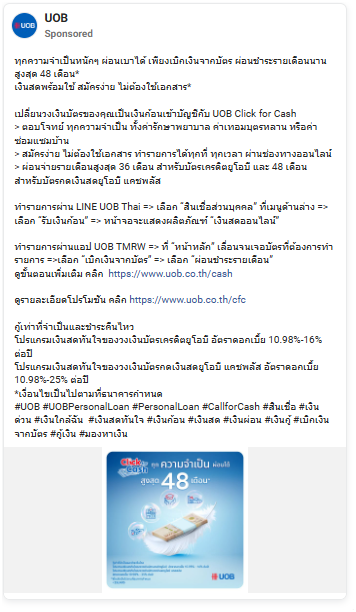 UOB
UOB
Sponsored
ทุกความจำเป็นหนักๆ ผ่อนเบาได้ เพียงเบิกเงินจากบัตร ผ่อนชำระรายเดือนนาน
สูงสุด 48 เดือน*
เงินสดพร้อมใช้ สมัครง่าย ไม่ต้องใช้เอกสาร*
เปลี่ยนวงเงินบัตรของคุณเป็นเงินก้อนเข้าบัญชีกับ UOB Click for Cash
> ตอบโจทย์ ทุกความจำเป็น ทั้งค่ารักษาพยาบาล ค่าเทอมบุตรหลาน หรือค่า
ซ่อมแซมบ้าน
> สมัครง่าย ไม่ต้องใช้เอกสาร ทำรายการได้ทุกที่ ทุกเวลา ผ่านช่องทางออนไลน์
> ผ่อนจ่ายรายเดือนสูงสุด 36 เดือน สำหรับบัตรเครดิตยูโอบี และ 48 เดือน
สำหรับบัตรกดเงินสดยูโอบี แคชพลัส
ทำรายการผ่าน LINE UOB Thai => เลือก "สินเชื่อส่วนบุคคล" ที่เมนูด้านล่าง =>
เลือก "รับเงินก้อน" => หน้าจอจะแสดงผลิตภัณฑ์ "เงินสดออนไลน์"
ทำรายการผ่านแอป UOB TMRW => ที่ "หน้าหลัก" เลื่อนจนเจอบัตรที่ต้องการทำ
รายการ =>เลือก "เบิกเงินจากบัตร" => เลือก "ผ่อนชำระรายเดือน"
ดูขั้นตอนเพิ่มเติม คลิก https://www.uob.co.th/cash
ดูรายละเอียดโปรโมชัน คลิก https://www.uob.co.th/cfc
กู้เท่าที่จำเป็นและชำระคืนไหว
โปรแกรมเงินสดทันใจของวงเงินบัตรเครดิตยูโอบี อัตราดอกเบี้ย 10.98%-16%
ต่อปี
โปรแกรมเงินสดทันใจของวงเงินบัตรกดเงินสดยูโอบี แคชพลัส อัตราดอกเบี้ย
10.98%-25% ต่อปี
*เงื่อนไขเป็นไปตามที่ธนาคารกำหนด
#UOB #UOBPersonalLoan #PersonalLoan #CallforCash #สินเชื่อ #เงิน
ด่วน #เงินใกล้ฉัน #เงินสดทันใจ #เงินก้อน #เงินสด #เงินผ่อน #เงินกู้ #เบิกเงิน
จากบัตร #กู้เงิน #มองหาเงิน
Click for Cash
ทุก ความจำเป็น ผ่อนได้
สูงสุด 48 เดือน*
UOB